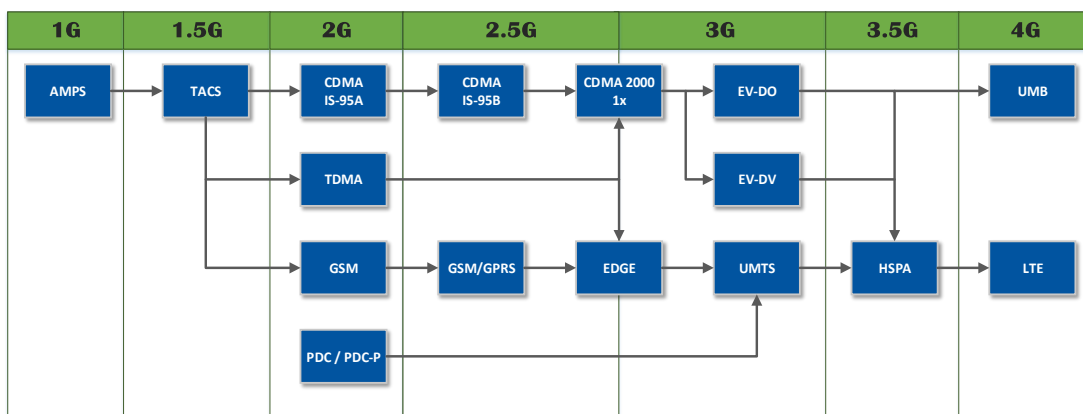 1G
1.5G
2G
2.5G
3G
3.5G
4G
AMPS
TACS
CDMA
IS-95A
CDMA
IS-95B
CDMA 2000
1x
EV-DO
UMB
TDMA
EV-DV
GSM
GSM/GPRS
EDGE
UMTS
HSPA
LTE
PDC / PDC-P